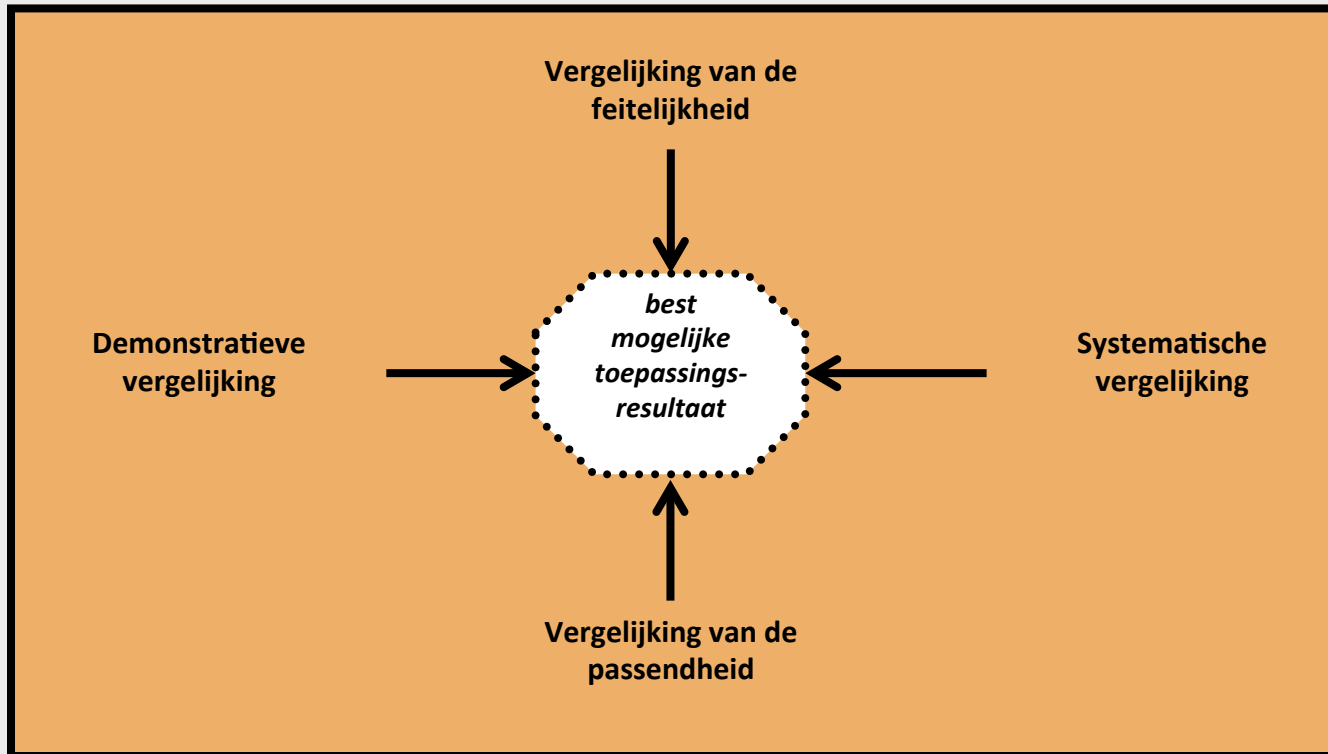 Vergelijking van de
feitelijkheid
best
mogelijke
toepassings-
resultaat
Demonstratieve
vergelijking
Systematische
vergelijking
Vergelijking van de
passendheid